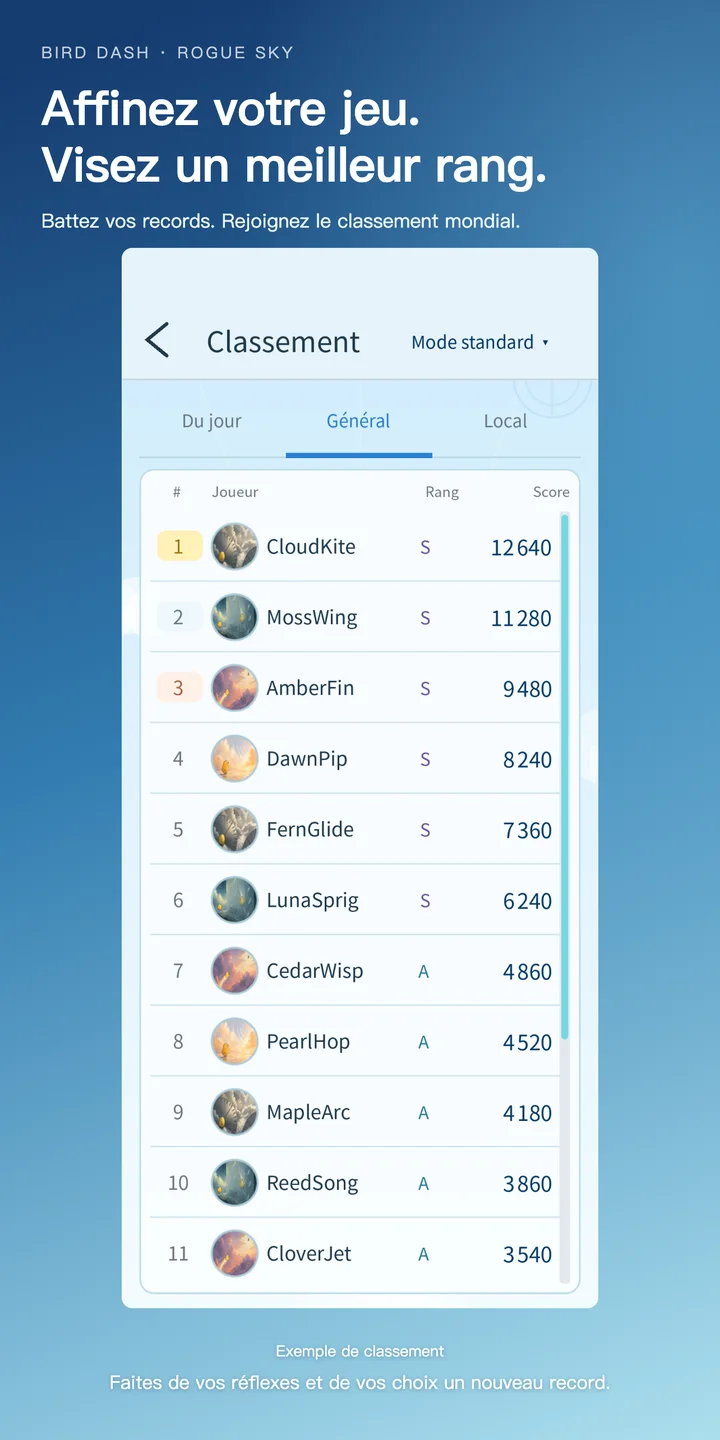 BIRD DASH · ROGUE SKY
Affinez votre jeu.
Visez un meilleur rang.
Battez vos records. Rejoignez le classement mondial.
Classement Mode standard ▾
Du jour Général Local
# Joueur Rang Score
1 CloudKite S 12 640
2 MossWing S 11 280
3 AmberFin S 9 480
4 DawnPip S 8 240
5 FernGlide S 7 360
6 LunaSprig S 6 240
7 CedarWisp A 4 860
8 PearlHop A 4 520
9 MapleArc A 4 180
10 ReedSong A 3 860
11 CloverJet A 3 540
Exemple de classement
Faites de vos réflexes et de vos choix un nouveau record.